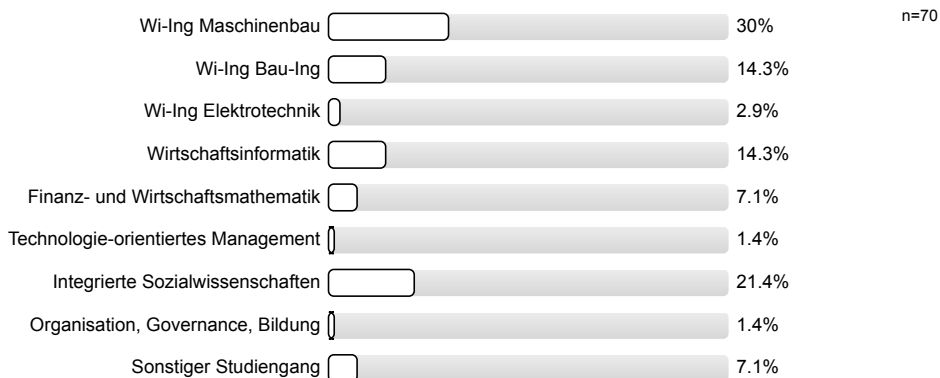 Wi-Ing Maschinenbau 30% n=70
Wi-Ing Bau-Ing 14.3%
Wi-Ing Elektrotechnik 2.9%
Wirtschaftsinformatik 14.3%
Finanz- und Wirtschaftsmathematik 7.1%
Technologie-orientiertes Management 1.4%
Integrierte Sozialwissenschaften 21.4%
Organisation, Governance, Bildung 1.4%
Sonstiger Studiengang 7.1%